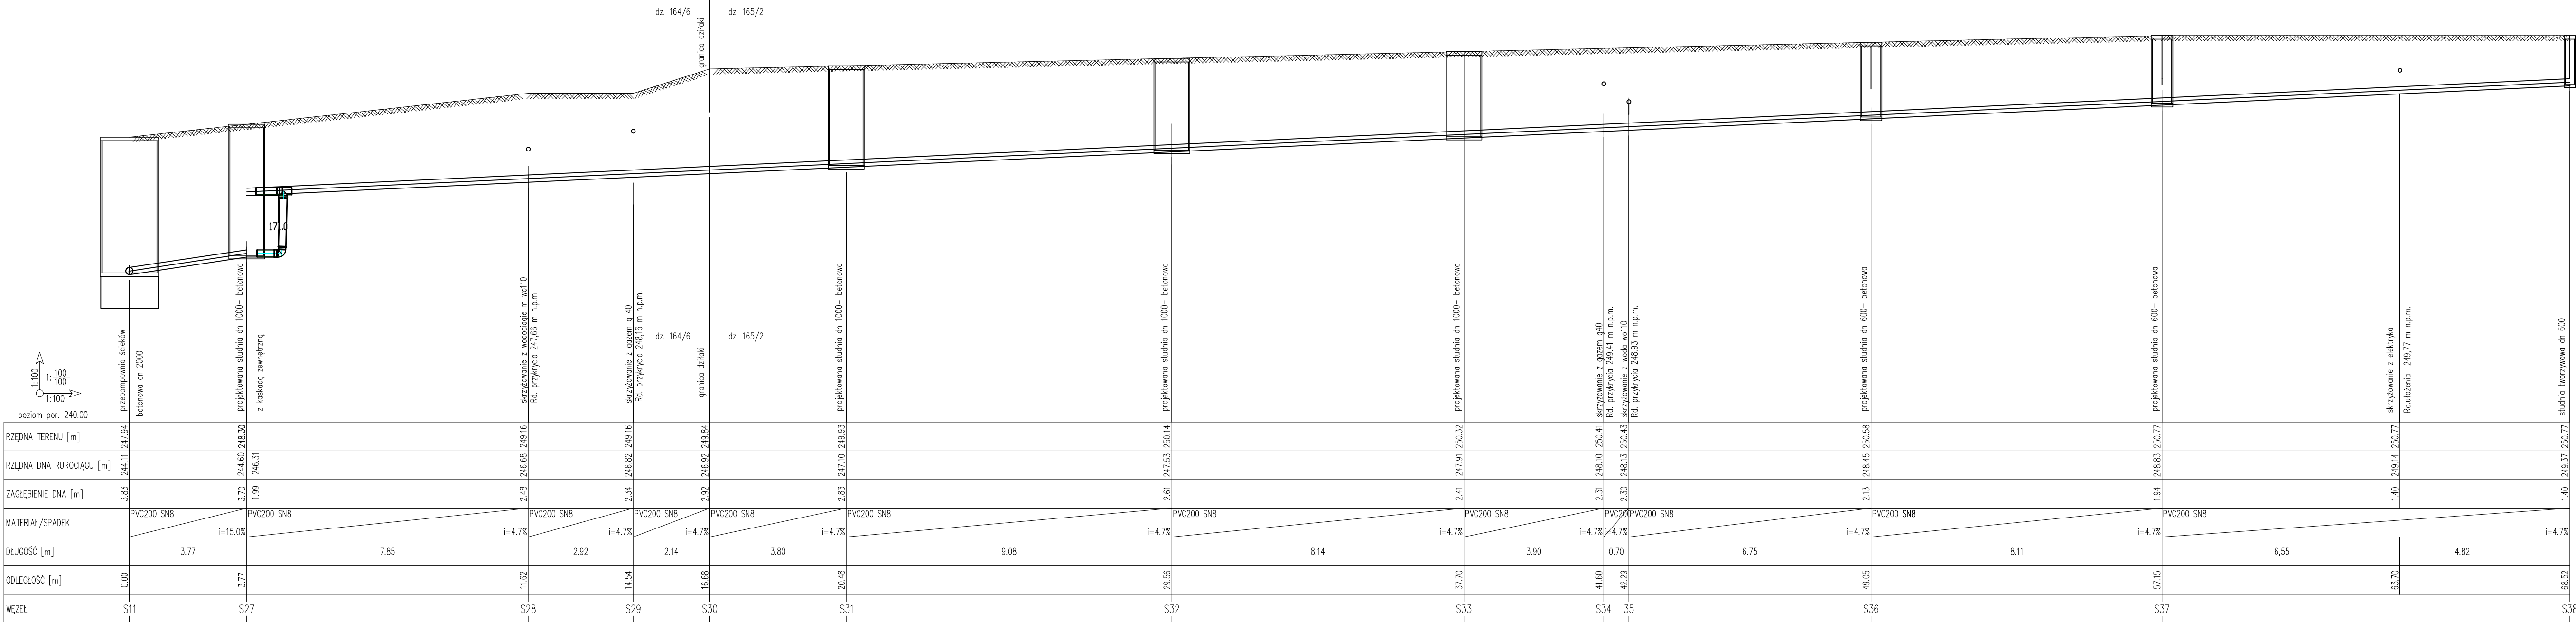 dz. 164/6
dz. 165/2
granica dziłaki
171.0
przepompownia ścieków
betonowa dn 2000
projektowana studnia dn 1000- betonowa
z kaskadą zewnętrzną
skrzyżowanie z wodociągie m wo110
Rd. przykrycia 247,66 m n.p.m.
skrzyżowanie z gazem g 40
Rd. przykrycia 248,16 m n.p.m.
dz. 164/6
dz. 165/2
granica dziłaki
projektowana studnia dn 1000- betonowa
projektowana studnia dn 1000- betonowa
projektowana studnia dn 1000- betonowa
skrzyżowanie z gazem g40
Rd. przykrycia 249.41 m n.p.m.
skrzyżowanie z woda wo110
Rd. przykrycia 248.93 m n.p.m.
projektowana studnia dn 600- betonowa
projektowana studnia dn 600- betonowa
skrzyżowanie z elektryka
Rd.ułożenia 249,77 m n.p.m.
studnia tworzywowa dn 600
1:100
1: 100
100
1:100
poziom por. 240.00
RZĘDNA TERENU [m] 247.94 248.30 249.16 249.16 249.84 249.93 250.14 250.32 250.41 250.43 250.58 250.77 250.77 250.77
RZĘDNA DNA RUROCIĄGU [m] 244.11 244.60 246.31 246.68 246.82 246.92 247.10 247.53 247.91 248.10 248.13 248.45 248.83 249.14 249.37
ZAGŁĘBIENIE DNA [m] 3.83 3.70 1.99 2.48 2.34 2.92 2.83 2.61 2.41 2.31 2.30 2.13 1.94 1.40 1.40
MATERIAŁ/SPADEK
PVC200 SN8 PVC200 SN8 PVC200 SN8 PVC200 SN8 PVC200 SN8 PVC200 SN8 PVC200 SN8 PVC200 SN8 PVC200 PVC200 SN8 PVC200 SN8 PVC200 SN8
i=15.0% i=4.7% i=4.7% i=4.7% i=4.7% i=4.7% i=4.7% i=4.7% i=4.7% i=4.7% i=4.7% i=4.7%
DŁUGOŚĆ [m] 3.77 7.85 2.92 2.14 3.80 9.08 8.14 3.90 0.70 6.75 8.11 6,55 4.82
ODLEGŁOŚĆ [m] 0.00 3.77 11.62 14.54 16.68 20.48 29.56 37.70 41.60 42.29 49.05 57.15 63,70 68.52
WĘZEŁ S11 S27 S28 S29 S30 S31 S32 S33 S34 35 S36 S37 S38